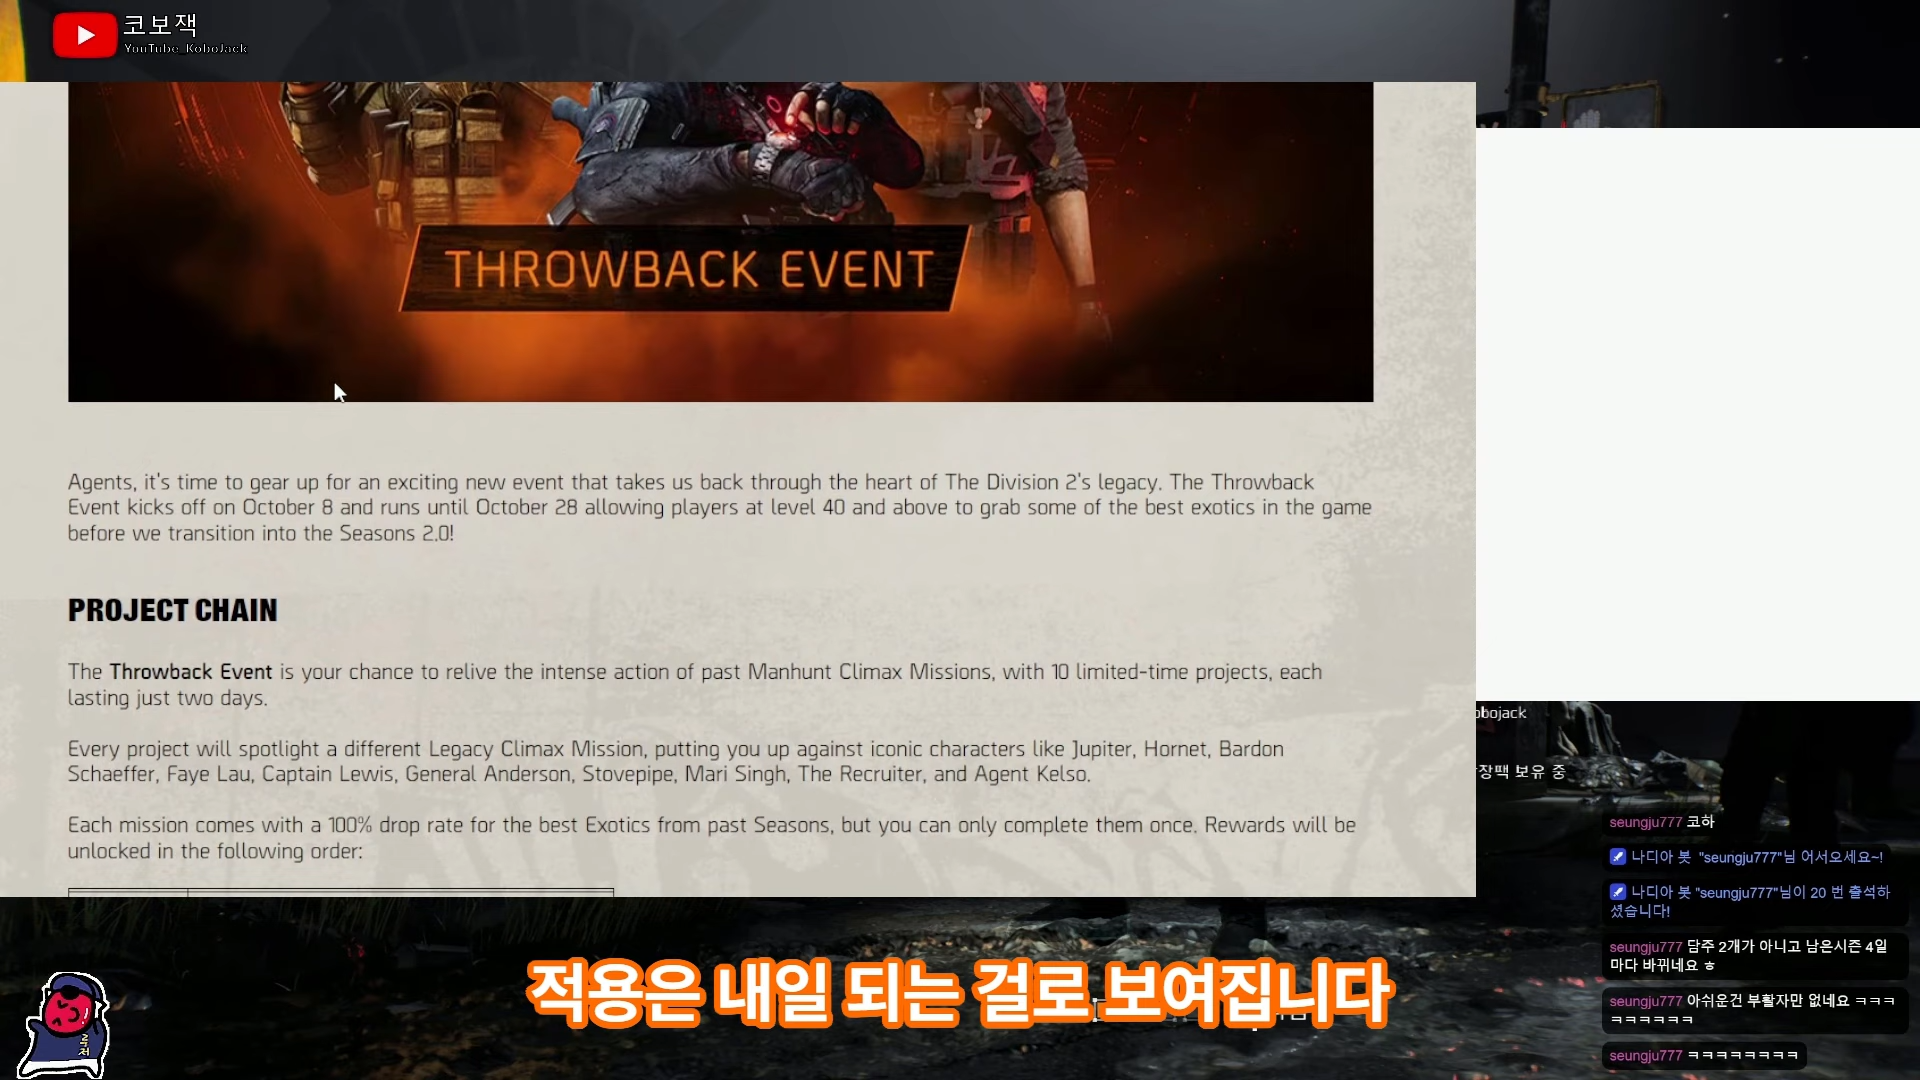 코보잭
YouTube_KoboJack
THROWBACK EVENT
Agents, it's time to gear up for an exciting new event that takes us back through the heart of The Division 2's legacy. The Throwback
Event kicks off on October 8 and runs until October 28 allowing players at level 40 and above to grab some of the best exotics in the game
before we transition into the Seasons 2.0!
PROJECT CHAIN
The Throwback Event is your chance to relive the intense action of past Manhunt Climax Missions, with 10 limited-time projects, each
lasting just two days.
Every project will spotlight a different Legacy Climax Mission, putting you up against iconic characters like Jupiter, Hornet, Bardon
Schaeffer, Faye Lau, Captain Lewis, General Anderson, Stovepipe, Mari Singh, The Recruiter, and Agent Kelso.
Each mission comes with a 100% drop rate for the best Exotics from past Seasons, but you can only complete them once. Rewards will be
unlocked in the following order:
obojack
장팩 보유 중
seungju777 코하
나디아 봇 "seungju777"님 어서오세요~!
나디아 봇 "seungju777"님이 20 번 출석하
셨습니다!
seungju777 담주 2개가 아니고 남은시즌 4일
마다 바뀌네요 ㅎ
seungju777 아쉬운건 부활자만 없네요 ㅋㅋㅋ
ㅋㅋㅋㅋㅋㅋ
seungju777 ㅋㅋㅋㅋㅋㅋㅋㅋ
적용은 내일 되는 걸로 보여집니다
루저